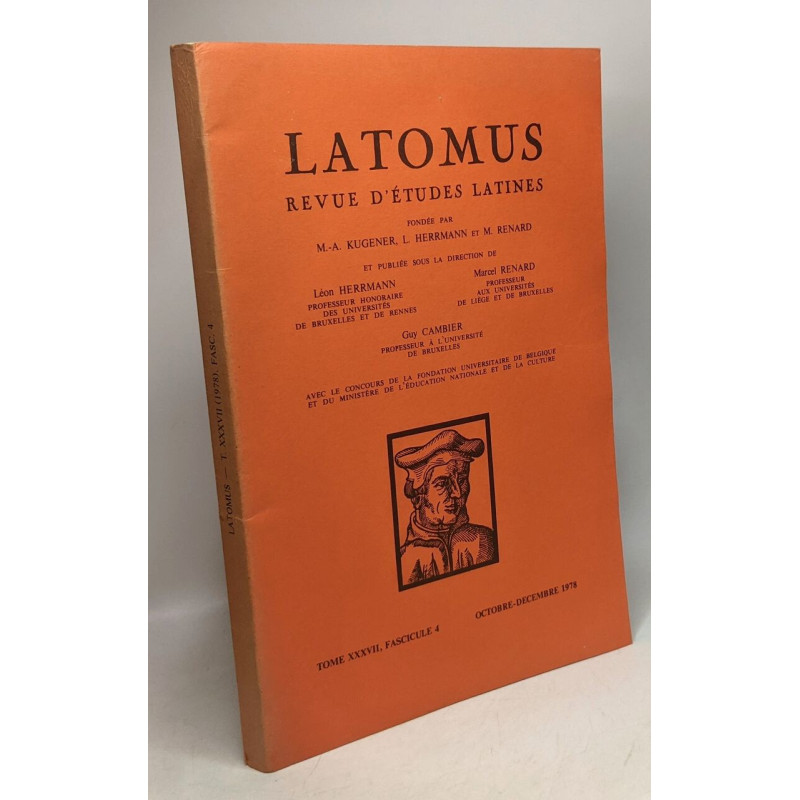 LATOMUS
REVUE D'ÉTUDES LATINES
FONDÉE PAR
M.-A. KUGENER, L. HERRMANN ET M. RENARD
ET PUBLIÉE SOUS LA DIRECTION DE
Léon HERRMANN
PROFESSEUR HONORAIRE
DES UNIVERSITÉS
DE BRUXELLES ET DE RENNES
Marcel RENARD
PROFESSEUR
AUX UNIVERSITÉS
DE LIÈGE ET DE BRUXELLES
Guy CAMBIER
PROFESSEUR À L'UNIVERSITÉ
DE BRUXELLES
AVEC LE CONCOURS DE LA FONDATION UNIVERSITAIRE DE BELGIQUE
ET DU MINISTÈRE DE L'ÉDUCATION NATIONALE ET DE LA CULTURE
TOME XXXVII, FASCICULE 4
OCTOBRE-DECEMBRE 1978
LATOMUS — T. XXXVII (1978), FASC. 4